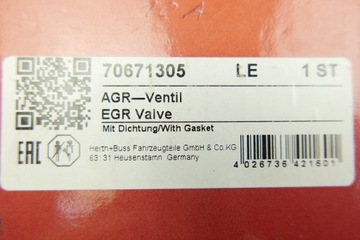 70671305 LE 1 ST
AGR—Ventil
EGR Valve
Mit Dichtung/With Gasket
EAC
Herth+Buss Fahrzeugteile GmbH & Co.KG
63131 Heusenstamm Germany
4 026736 421601